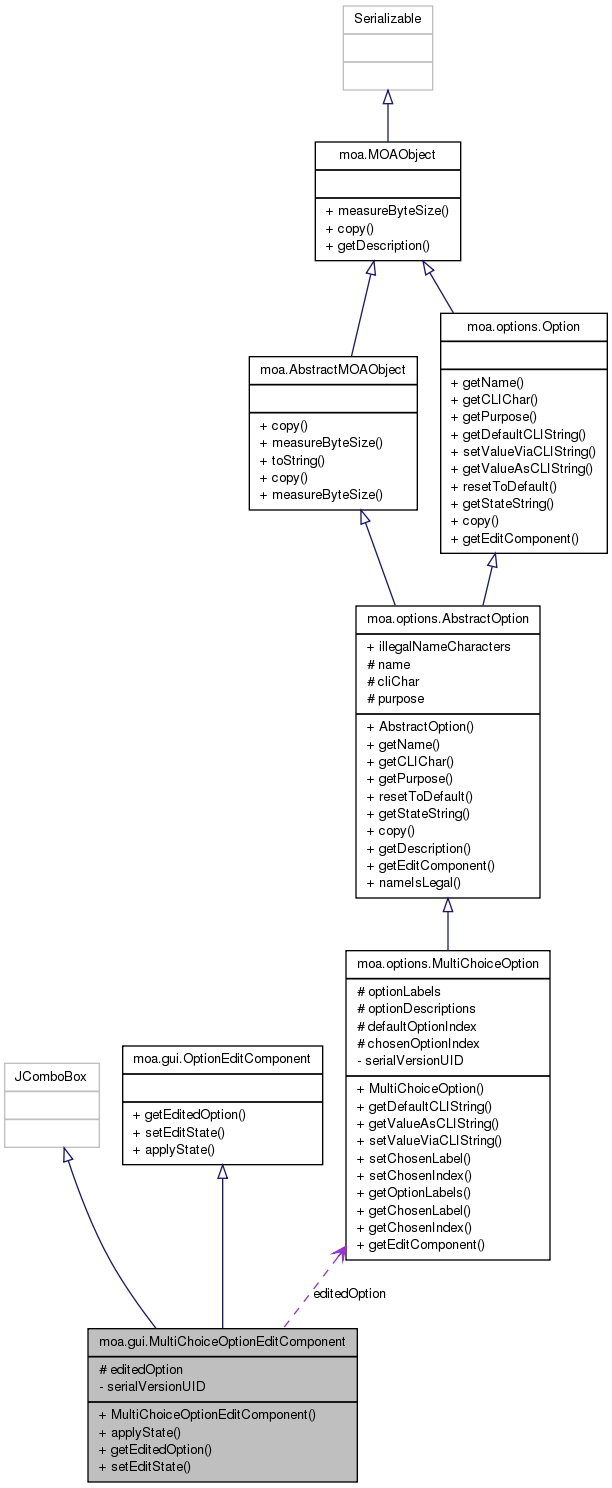 Serializable
moa.MOAObject
+ measureByteSize()
+ copy()
+ getDescription()
moa.options.Option
+ getName()
+ getCLIChar()
+ getPurpose()
+ getDefaultCLIString()
+ setValueViaCLIString()
+ getValueAsCLIString()
+ resetToDefault()
+ getStateString()
+ copy()
+ getEditComponent()
moa.AbstractMOAObject
+ copy()
+ measureByteSize()
+ toString()
+ copy()
+ measureByteSize()
moa.options.AbstractOption
+ illegalNameCharacters
# name
# cliChar
# purpose
+ AbstractOption()
+ getName()
+ getCLIChar()
+ getPurpose()
+ resetToDefault()
+ getStateString()
+ copy()
+ getDescription()
+ getEditComponent()
+ nameIsLegal()
moa.options.MultiChoiceOption
# optionLabels
# optionDescriptions
# defaultOptionIndex
# chosenOptionIndex
- serialVersionUID
+ MultiChoiceOption()
+ getDefaultCLIString()
+ getValueAsCLIString()
+ setValueViaCLIString()
+ setChosenLabel()
+ setChosenIndex()
+ getOptionLabels()
+ getChosenLabel()
+ getChosenIndex()
+ getEditComponent()
moa.gui.OptionEditComponent
+ getEditedOption()
+ setEditState()
+ applyState()
JComboBox
editedOption
moa.gui.MultiChoiceOptionEditComponent
# editedOption
- serialVersionUID
+ MultiChoiceOptionEditComponent()
+ applyState()
+ getEditedOption()
+ setEditState()